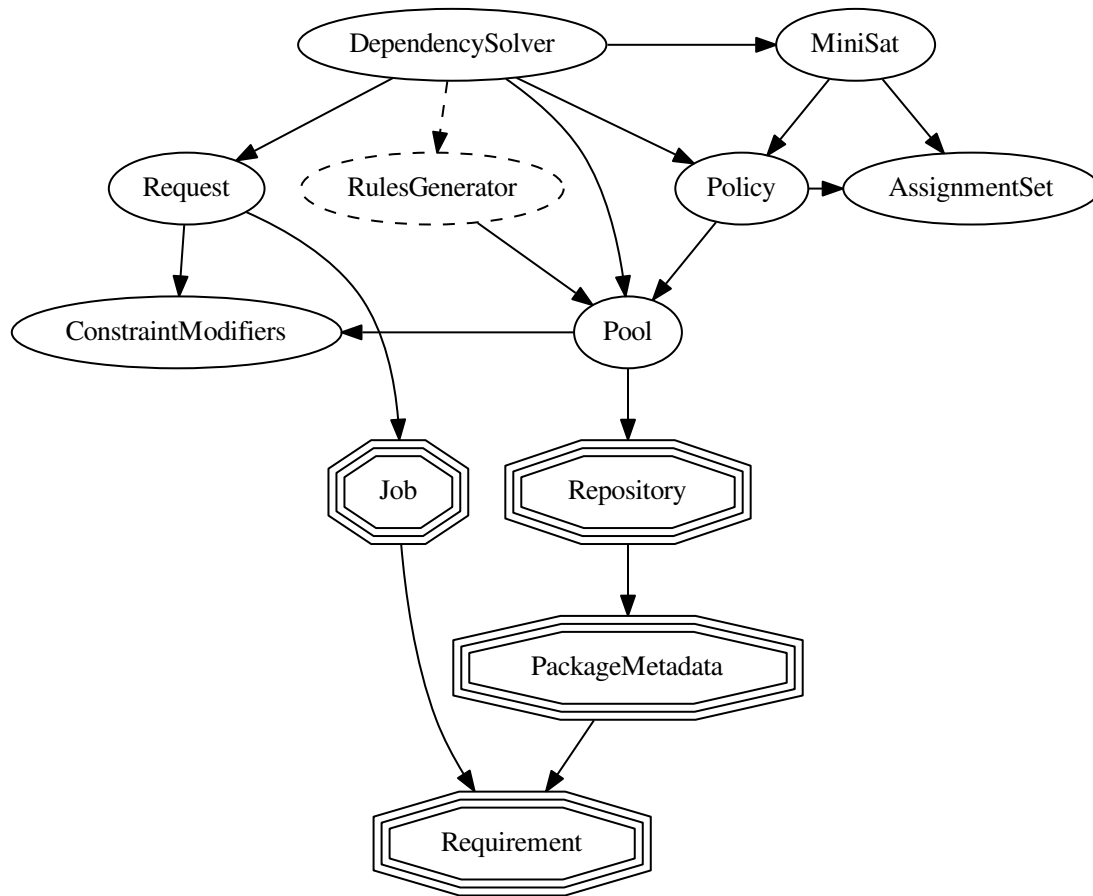 DependencySolver
MiniSat
Request
RulesGenerator
Policy
AssignmentSet
ConstraintModifiers
Pool
Job
Repository
PackageMetadata
Requirement